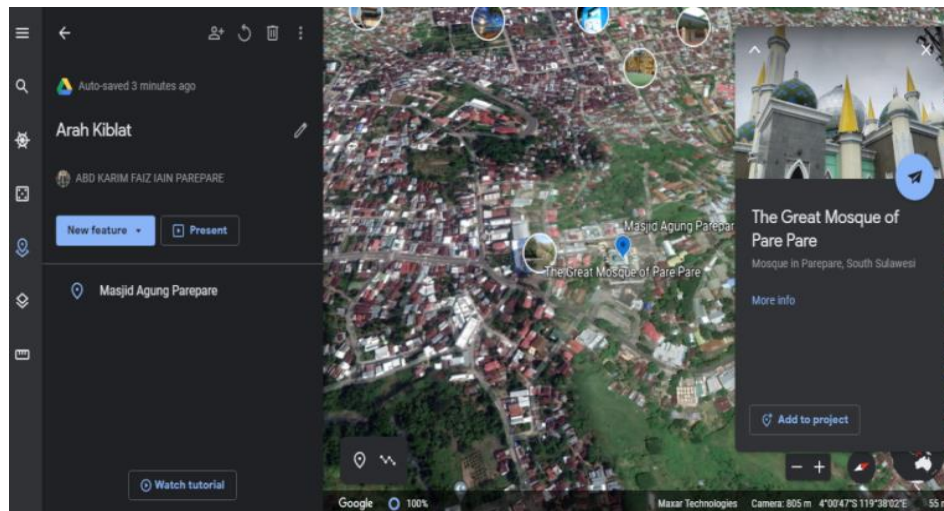 Auto-saved 3 minutes ago
Arah Kiblat
ABD KARIM FAIZ IAIN PAREPARE
New feature
Present
Masjid Agung Parepare
Watch tutorial
Masjid Agung Parepar
The Great Mosque of Pare Pare
The Great Mosque of
Pare Pare
Mosque in Parepare, South Sulawesi
More info
Add to project
Google 100% Maxar Technologies Camera: 805 m 4°00'47"S 119°38'02"E 55 m